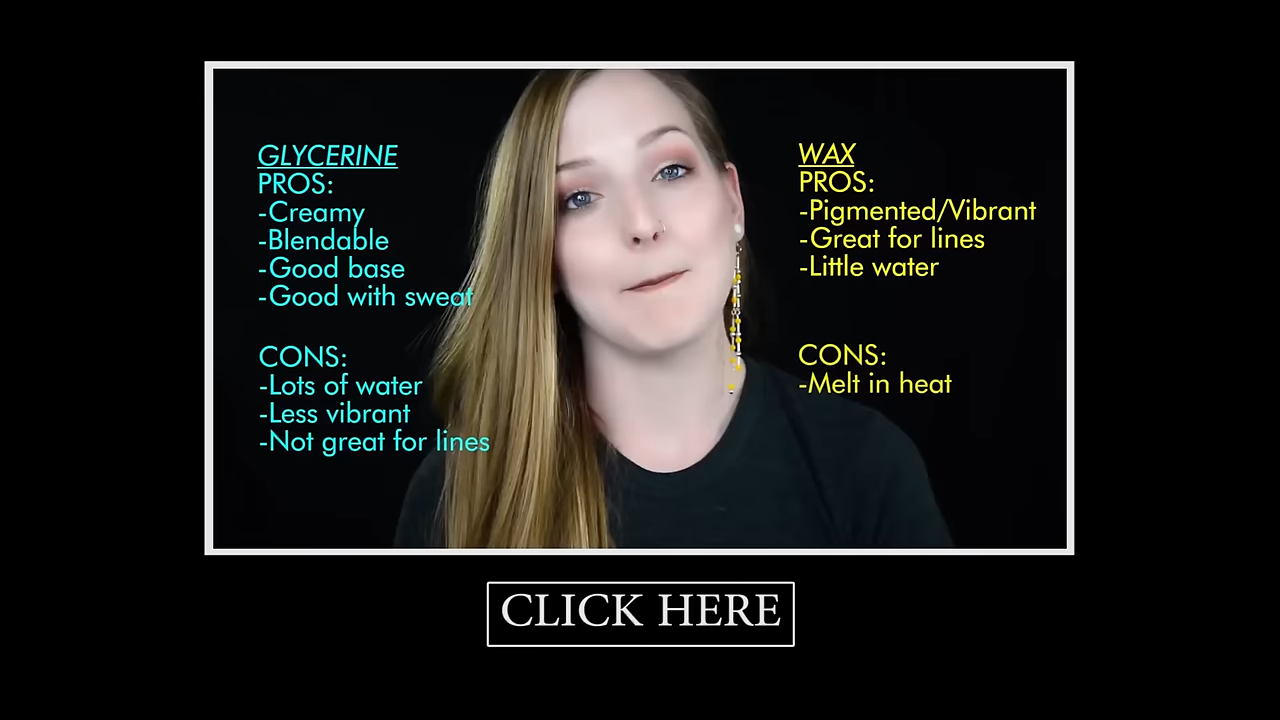 GLYCERINE
PROS:
-Creamy
-Blendable
-Good base
-Good with sweat
CONS:
-Lots of water
-Less vibrant
-Not great for lines
WAX
PROS:
-Pigmented/Vibrant
-Great for lines
-Little water
CONS:
-Melt in heat
CLICK HERE